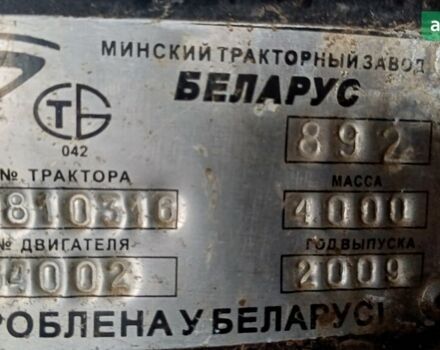 МИНСКИЙ ТРАКТОРНЫЙ ЗАВОД
БЕЛАРУС
СТБ
042
892
№ ТРАКТОРА
МАССА
810316
4000
№ ДВИГАТЕЛЯ
ГОД ВЫПУСКА
4002
2009
РОБЛЕНА У БЕЛАРУСІ